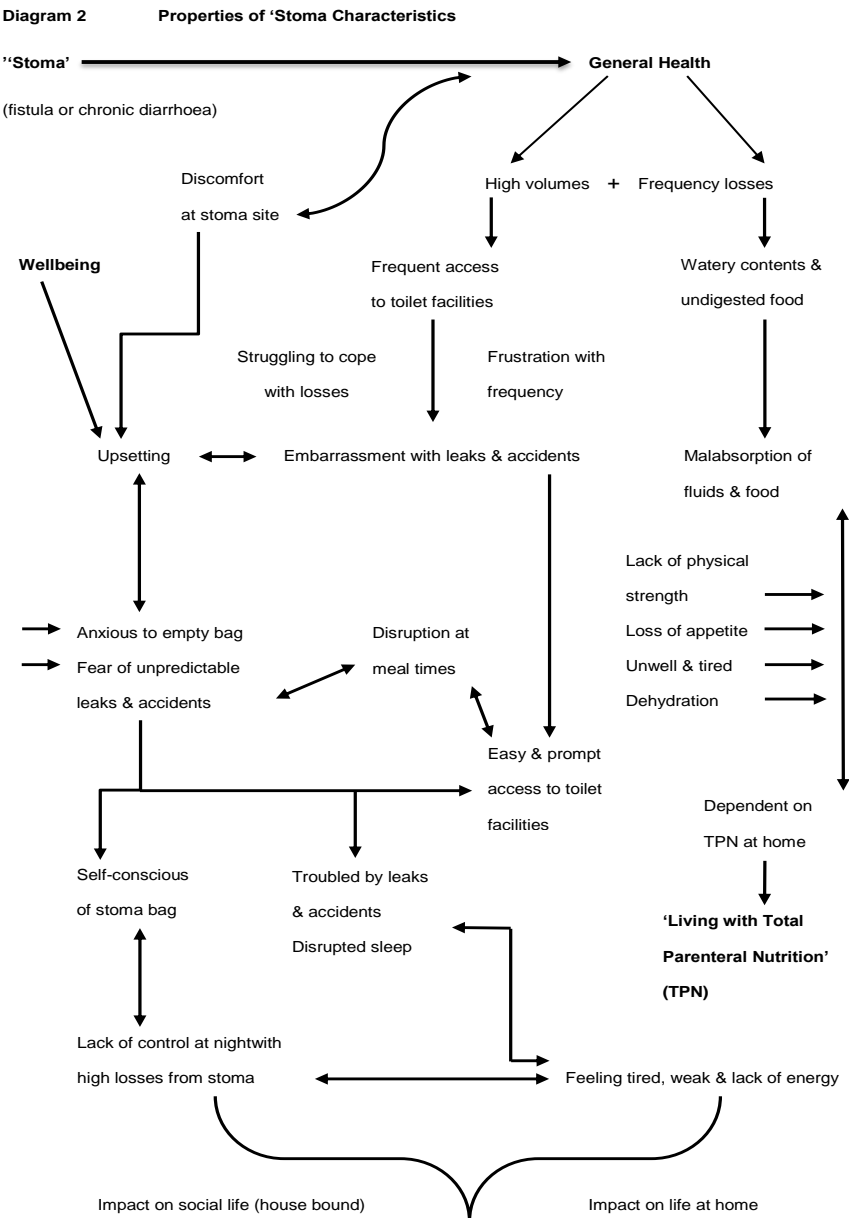 Diagram 2 Properties of ‘Stoma Characteristics
’‘Stoma’ General Health
(fistula or chronic diarrhoea)
Discomfort
at stoma site
High volumes + Frequency losses
Wellbeing
Frequent access
to toilet facilities
Watery contents &
undigested food
Struggling to cope
with losses
Frustration with
frequency
Upsetting
Embarrassment with leaks & accidents
Malabsorption of
fluids & food
Lack of physical
strength
Loss of appetite
Unwell & tired
Dehydration
Anxious to empty bag
Fear of unpredictable
leaks & accidents
Disruption at
meal times
Easy & prompt
access to toilet
facilities
Dependent on
TPN at home
Self-conscious
of stoma bag
Troubled by leaks
& accidents
Disrupted sleep
‘Living with Total
Parenteral Nutrition’
(TPN)
Lack of control at nightwith
high losses from stoma
Feeling tired, weak & lack of energy
Impact on social life (house bound)
Impact on life at home